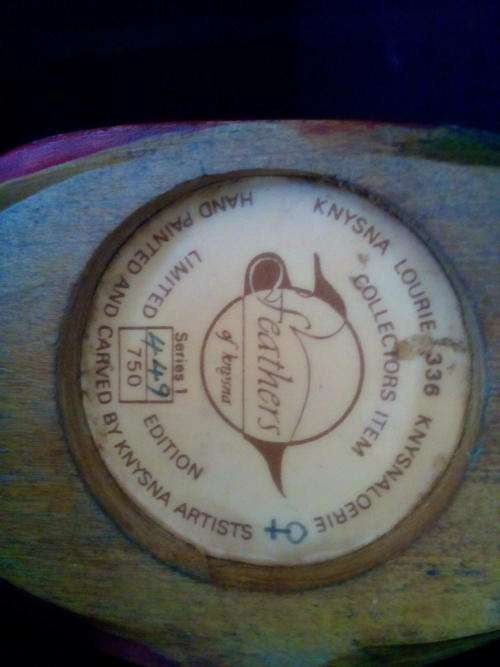 KNYSNA LOURIE 336 KNYSNALOERIE
COLLECTORS ITEM
HAND PAINTED AND CARVED BY KNYSNA ARTISTS
LIMITED
Series 1
449
750
EDITION
Feathers
of knysna